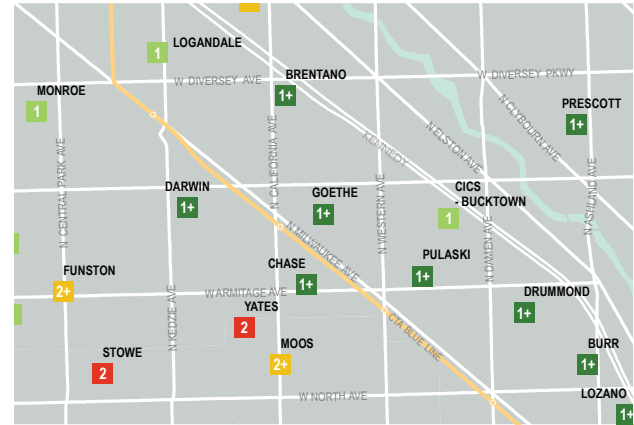 LOGANDALE
1
W DIVERSEY AVE
BRENTANO
1+
W DIVERSEY PKWY
MONROE
1
PRESCOTT
1+
N CLYBOURN AVE
N ELSTON AVE
KENNEDY
N CENTRAL PARK AVE
N CALIFORNIA AVE
N WESTERN AVE
N ASHLAND AVE
DARWIN
1+
GOETHE
1+
CICS
- BUCKTOWN
1
N MILWAUKEE AVE
N DAMEN AVE
FUNSTON
2+
CHASE
1+
PULASKI
1+
W ARMITAGE AVE
N KEDZIE AVE
YATES
2
DRUMMOND
1+
CTA BLUE LINE
STOWE
2
MOOS
2+
BURR
1+
W NORTH AVE
LOZANO
1+